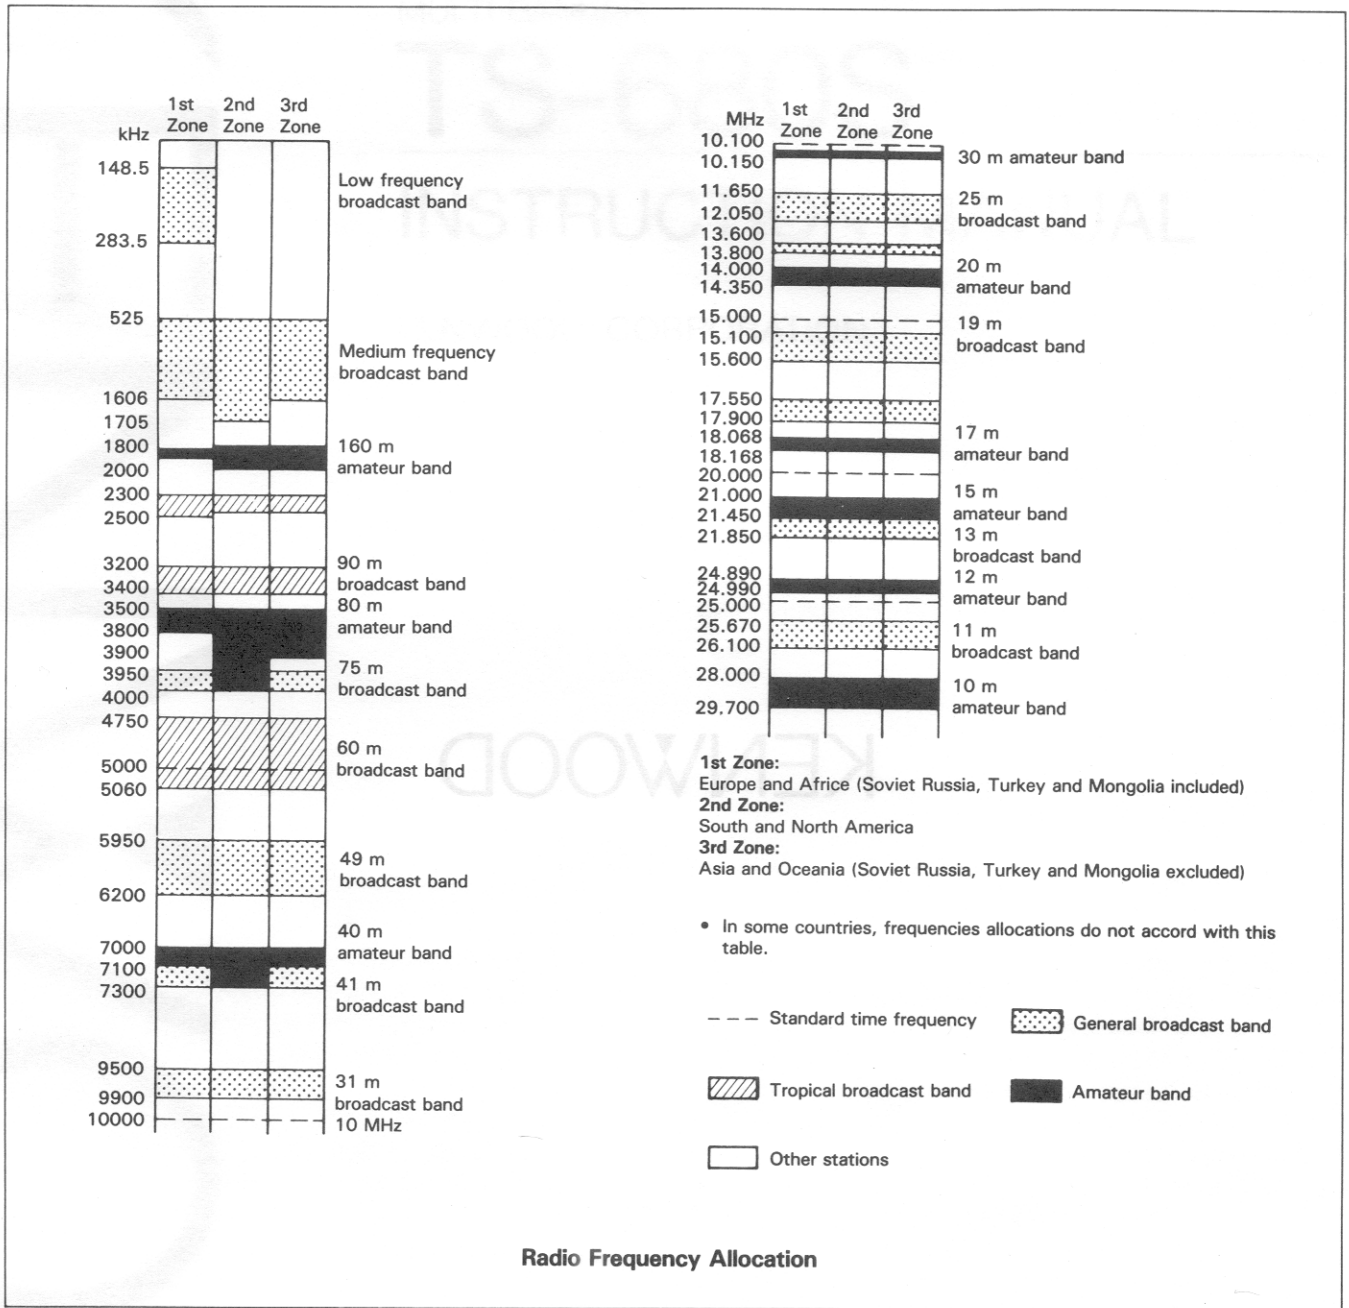 TS-680S
INSTRUCTION MANUAL
KENWOOD
1st Zone
2nd Zone
3rd Zone
kHz
148.5
283.5
525
1606
1705
1800
2000
2300
2500
3200
3400
3500
3800
3900
3950
4000
4750
5000
5060
5950
6200
7000
7100
7300
9500
9900
10000
Low frequency
broadcast band
Medium frequency
broadcast band
160 m
amateur band
90 m
broadcast band
80 m
amateur band
75 m
broadcast band
60 m
broadcast band
49 m
broadcast band
40 m
amateur band
41 m
broadcast band
31 m
broadcast band
10 MHz
1st Zone
2nd Zone
3rd Zone
MHz
10.100
10.150
11.650
12.050
13.600
13.800
14.000
14.350
15.000
15.100
15.600
17.550
17.900
18.068
18.168
20.000
21.000
21.450
21.850
24.890
24.990
25.000
25.670
26.100
28.000
29.700
30 m amateur band
25 m
broadcast band
20 m
amateur band
19 m
broadcast band
17 m
amateur band
15 m
amateur band
13 m
broadcast band
12 m
amateur band
11 m
broadcast band
10 m
amateur band
1st Zone:
Europe and Africe (Soviet Russia, Turkey and Mongolia included)
2nd Zone:
South and North America
3rd Zone:
Asia and Oceania (Soviet Russia, Turkey and Mongolia excluded)
• In some countries, frequencies allocations do not accord with this
table.
Standard time frequency
General broadcast band
Tropical broadcast band
Amateur band
Other stations
Radio Frequency Allocation